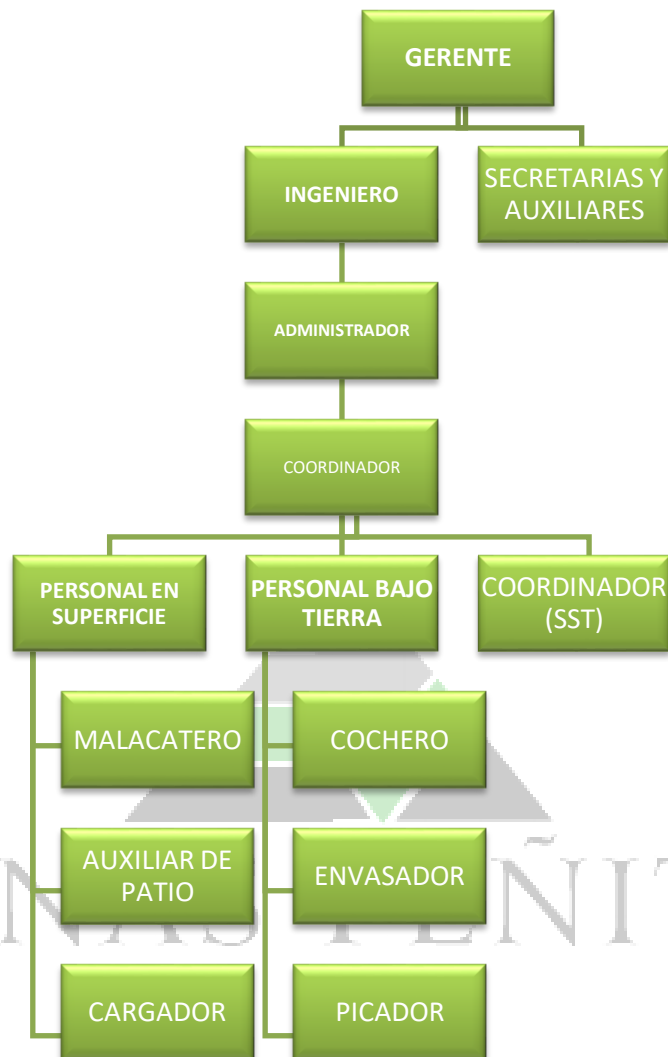 GERENTE
INGENIERO
SECRETARIAS Y
AUXILIARES
ADMINISTRADOR
COORDINADOR
PERSONAL EN
SUPERFICIE
PERSONAL BAJO
TIERRA
COORDINADOR
(SST)
MALACATERO
COCHERO
AUXILIAR DE
PATIO
ENVASADOR
CARGADOR
PICADOR